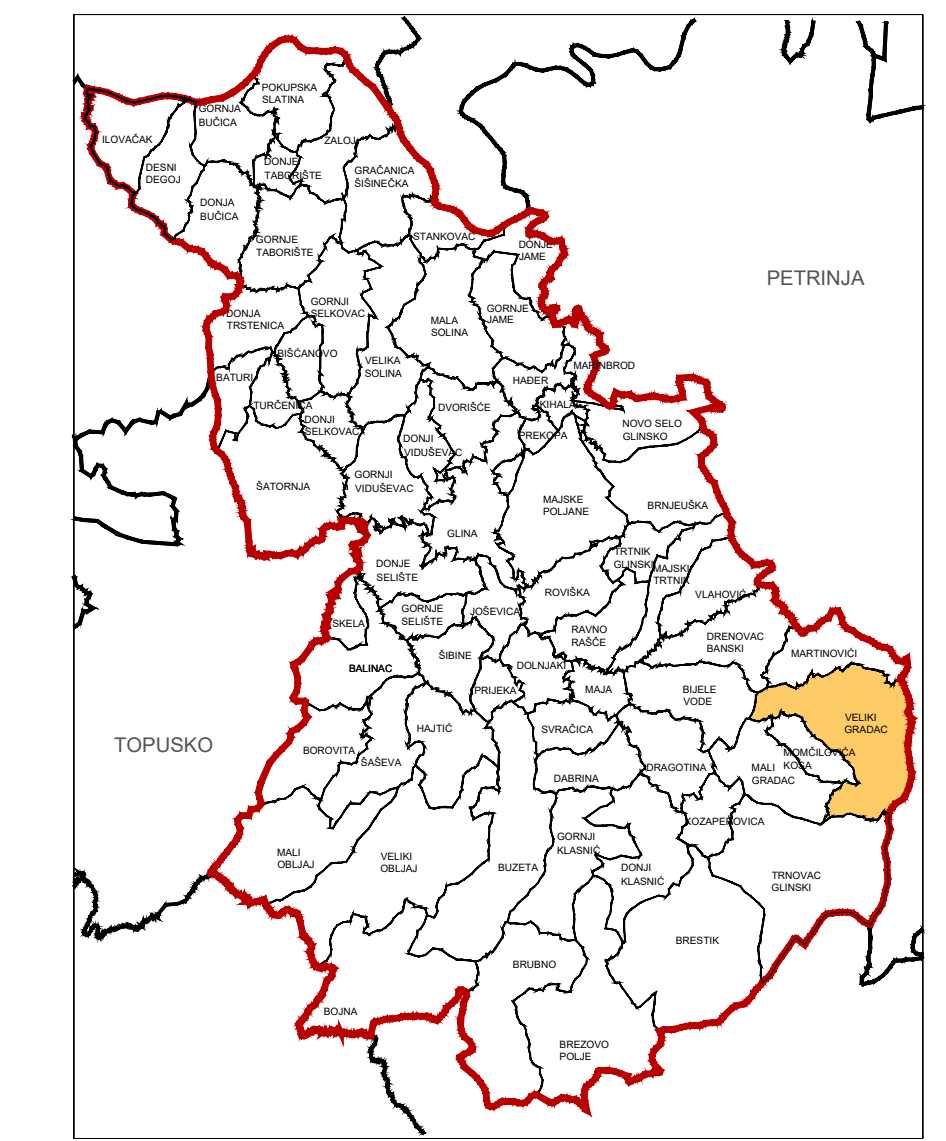 POKUPSKA
SLATINA
GORNJA
BUČICA
ILOVAČAK
ZALOJ
DONJE
TABORIŠTE
DESNI
DEGOJ
GRAČANICA
ŠIŠINEČKA
DONJA
BUČICA
STANKOVAC
GORNJE
TABORIŠTE
DONJE
JAME
PETRINJA
GORNJI
SELKOVAC
DONJA
TRSTENICA
MALA
SOLINA
GORNJE
JAME
BIŠĆANOVO
VELIKA
SOLINA
MARINBROD
BATURI
HAĐER
TURČENICA
DVORIŠĆE
KIHALAC
DONJI
SELKOVAC
NOVO SELO
GLINSKO
PREKOPA
DONJI
VIDUŠEVAC
GORNJI
VIDUŠEVAC
ŠATORNJA
MAJSKE
POLJANE
BRNJEUŠKA
GLINA
TRTNIK
GLINSKI
DONJE
SELIŠTE
MAJSKI
TRTNIK
ROVIŠKA
VLAHOVIĆ
GORNJE
SELIŠTE
JOŠEVICA
SKELA
RAVNO
RAŠČE
DRENOVAC
BANSKI
ŠIBINE
MARTINOVIĆI
BALINAC
DOLNJAKI
PRIJEKA
MAJA
BIJELE
VODE
VELIKI
GRADAC
HAJTIĆ
SVRAČICA
TOPUSKO
BOROVITA
MOMČILOVIĆA
KOSA
ŠAŠEVA
DRAGOTINA
MALI
GRADAC
DABRINA
KOZAPEROVICA
GORNJI
KLASNIĆ
MALI
OBLJAJ
VELIKI
OBLJAJ
BUZETA
DONJI
KLASNIĆ
TRNOVAC
GLINSKI
BRESTIK
BRUBNO
BOJNA
BREZOVO
POLJE